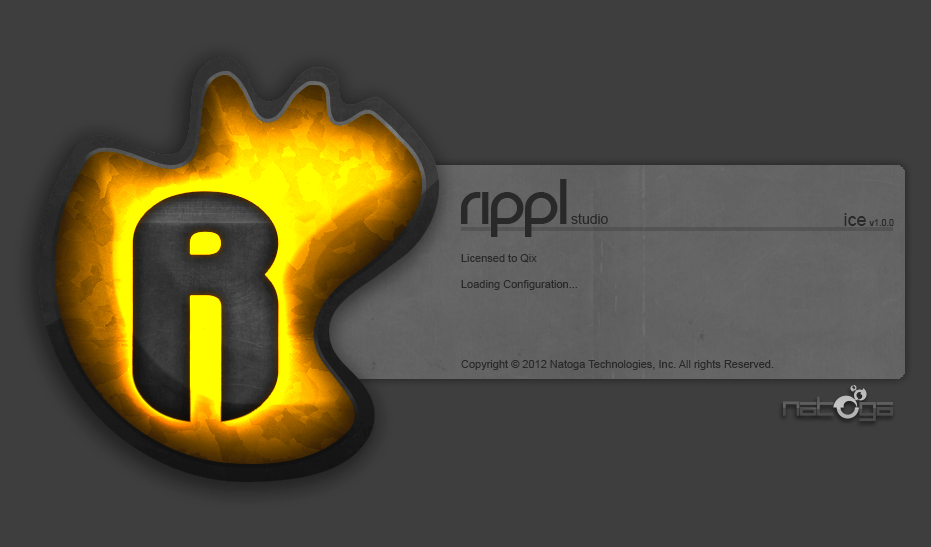 R
rippl studio
ice v1.0.0
Licensed to Qix
Loading Configuration...
Copyright © 2012 Natoga Technologies, Inc. All rights Reserved.
natoga